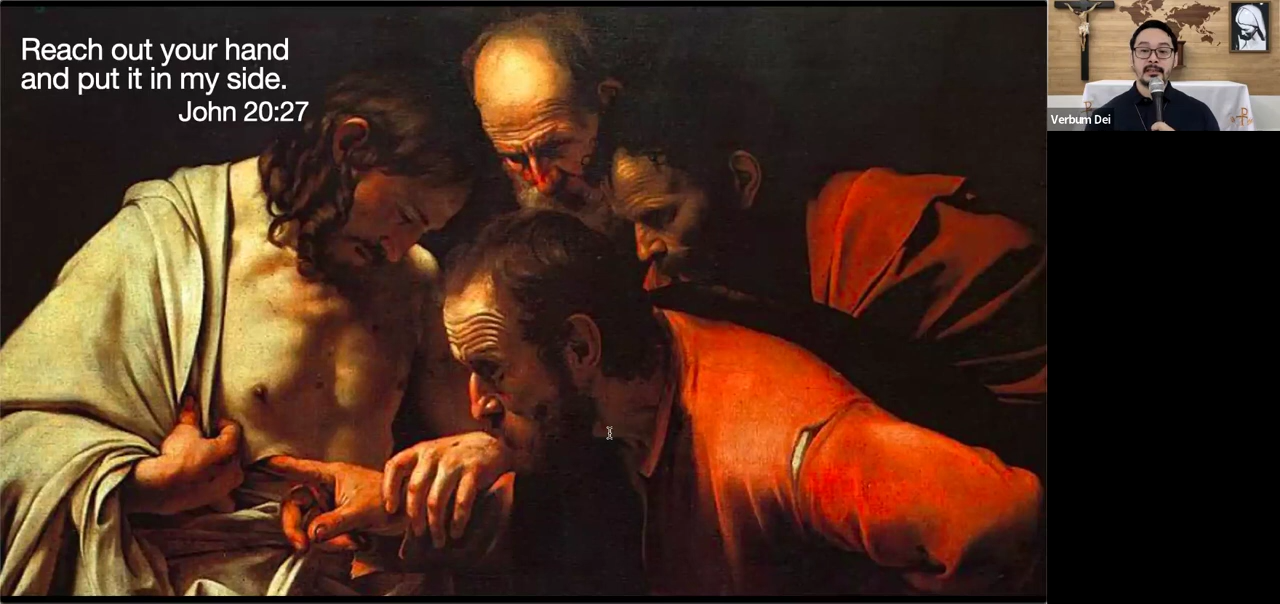 Reach out your hand
and put it in my side.
John 20:27
Verbum Dei